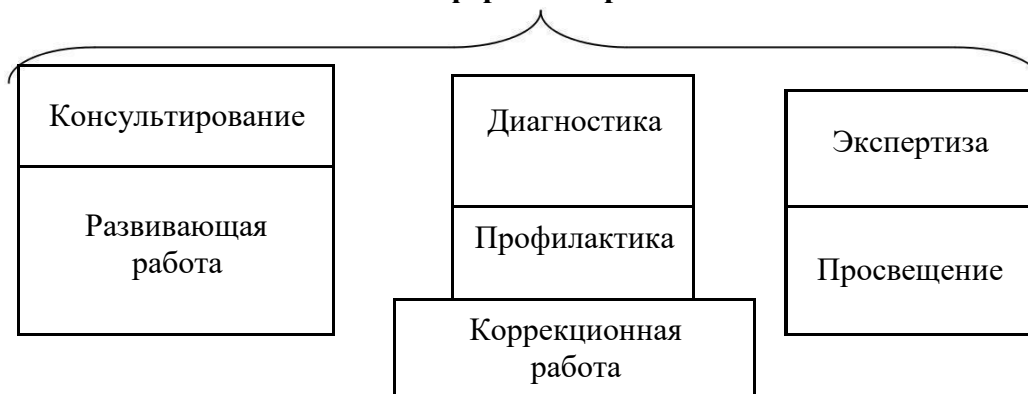 Консультирование
Развивающая
работа
Диагностика
Профилактика
Коррекционная
работа
Экспертиза
Просвещение